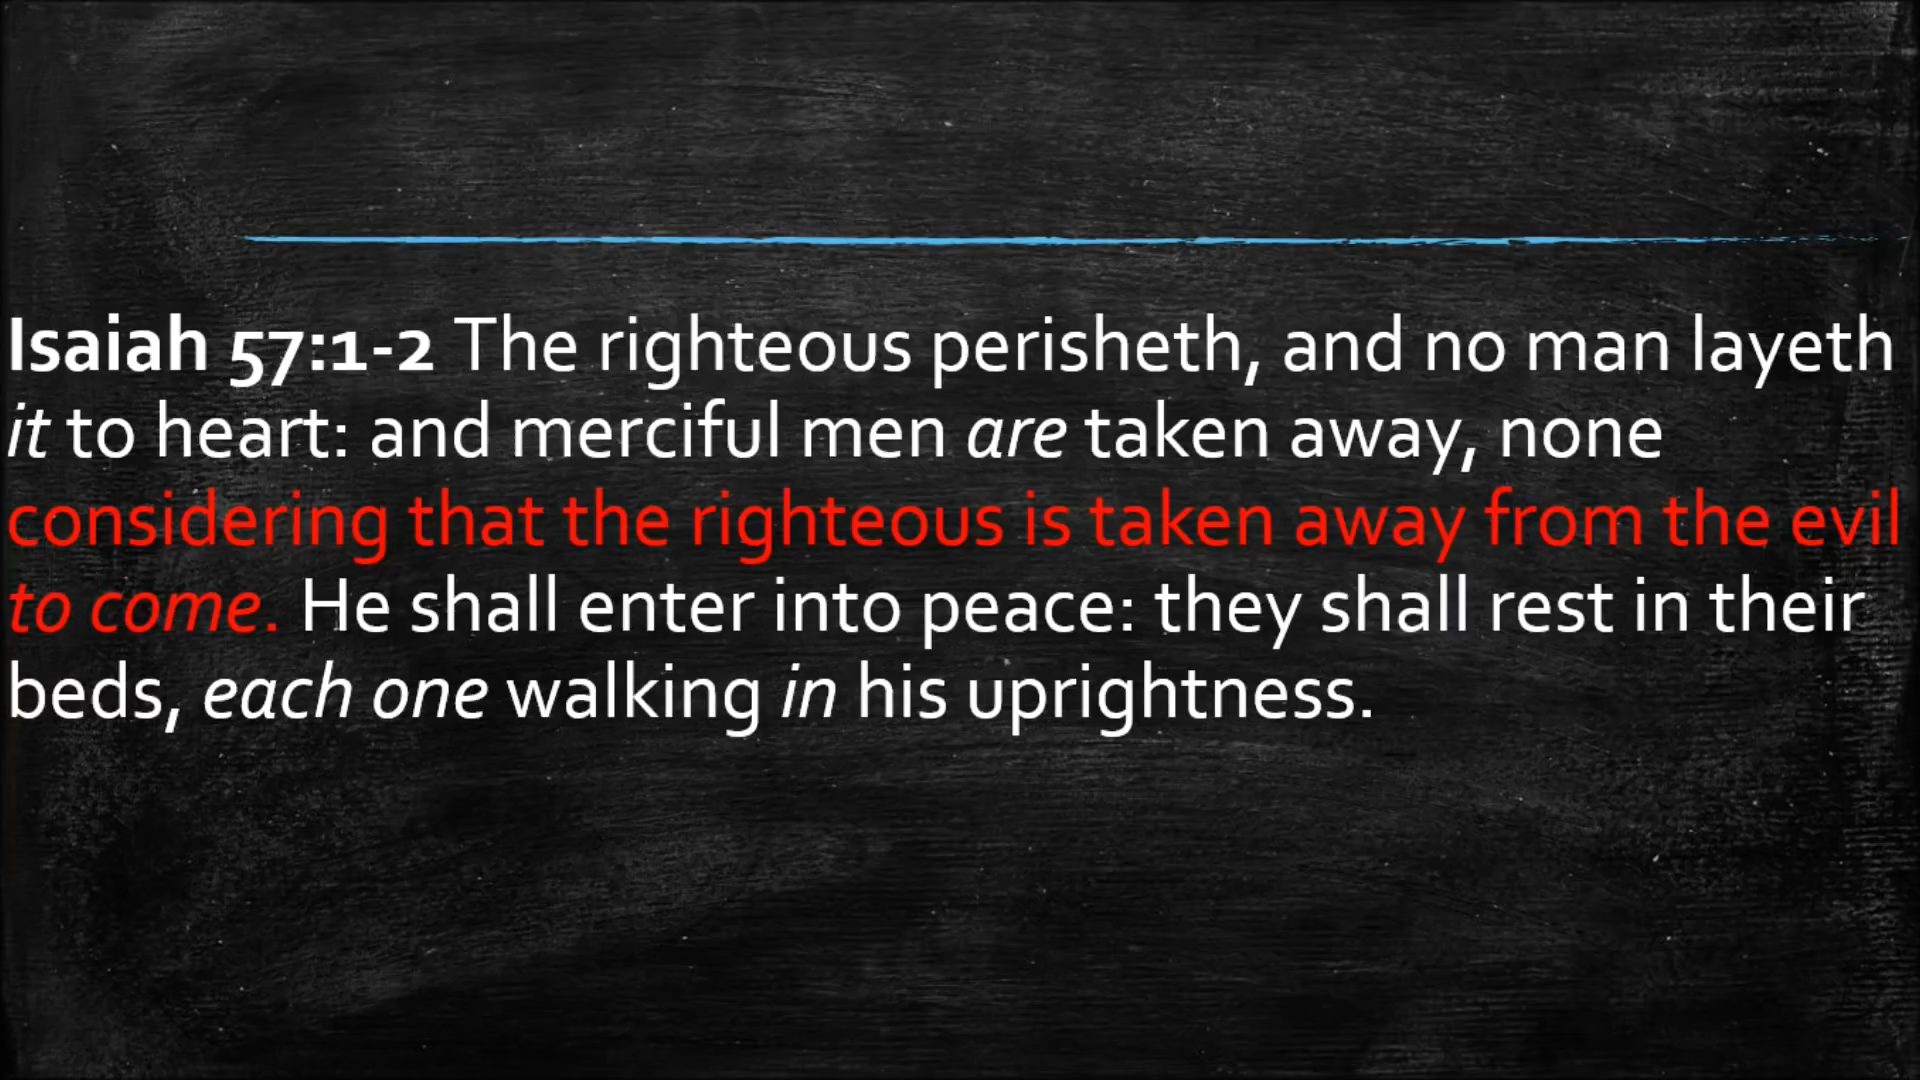 Isaiah 57:1-2 The righteous perisheth, and no man layeth
it to heart: and merciful men are taken away, none
considering that the righteous is taken away from the evil
to come. He shall enter into peace: they shall rest in their
beds, each one walking in his uprightness.